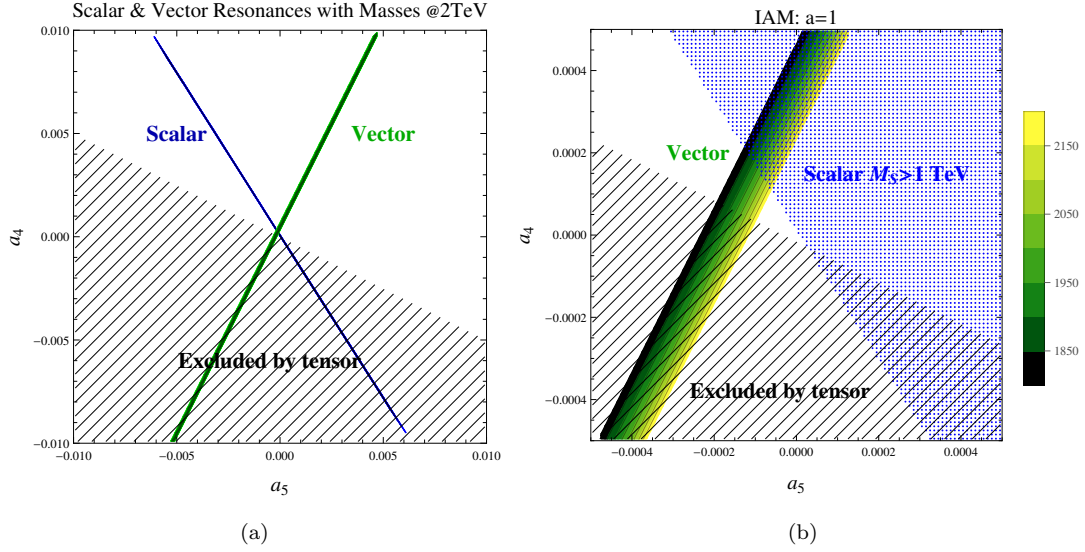 Scalar & Vector Resonances with Masses @2TeV
0.010
0.005
0.000
−0.005
−0.010
a4
Scalar
Vector
Excluded by tensor
−0.010
−0.005
0.000
0.005
0.010
a5
(a)
IAM: a=1
0.0004
0.0002
0.0000
−0.0002
−0.0004
a4
Vector
Scalar MS>1 TeV
Excluded by tensor
−0.0004
−0.0002
0.0000
0.0002
0.0004
a5
2150
2050
1950
1850
(b)